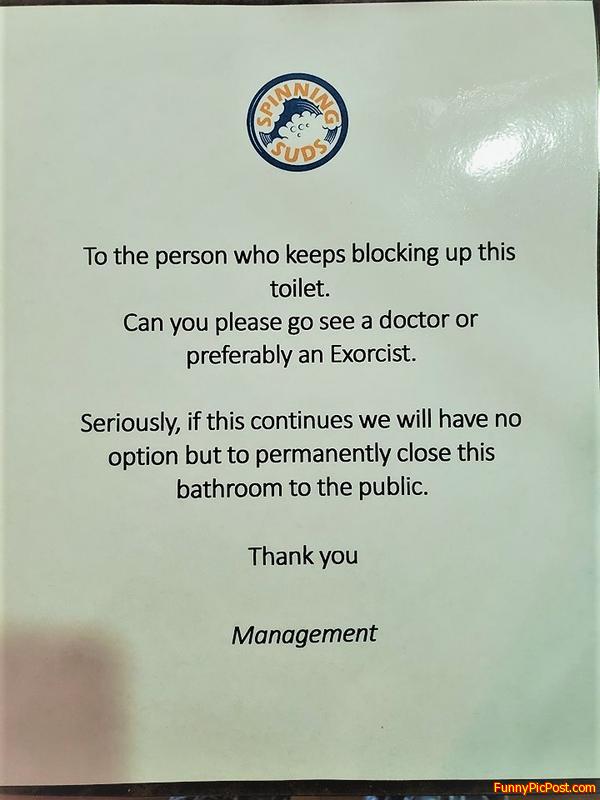 SPINNING
SUDS
To the person who keeps blocking up this
toilet.
Can you please go see a doctor or
preferably an Exorcist.
Seriously, if this continues we will have no
option but to permanently close this
bathroom to the public.
Thank you
Management
FunnyPicPost.com